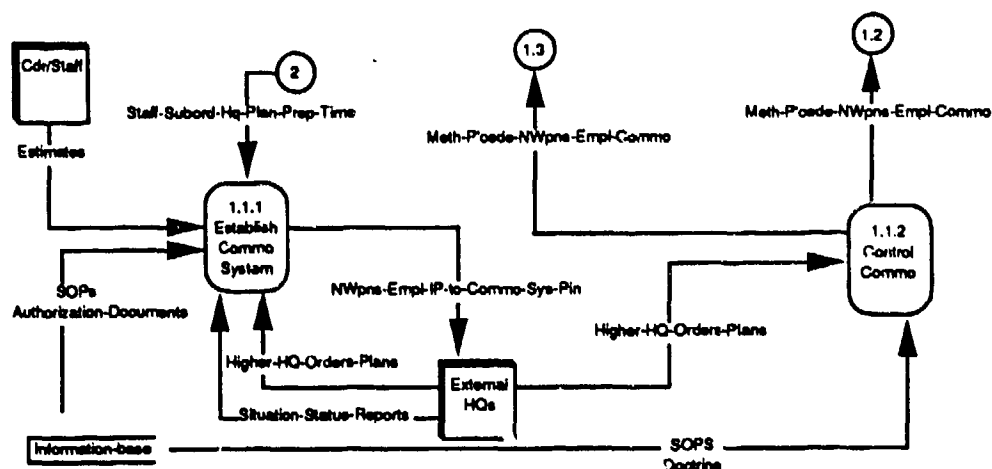 Cdr/Staff
2
1.3
1.2
Staff-Subord-Hq-Plan-Prep-Time
Meth-P'cede-NWpns-Empl-Commo
Meth-P'cede-NWpns-Empl-Commo
Estimates
1.1.1
Establish
Commo
System
1.1.2
Control
Commo
SOPs
Authorization-Documents
NWpns-Empl-IP-to-Commo-Sys-Pln
Higher-HQ-Orders-Plans
Higher-HQ-Orders-Plans
External
HQs
Situation-Status-Reports
Information-base
SOPS
Doctrine